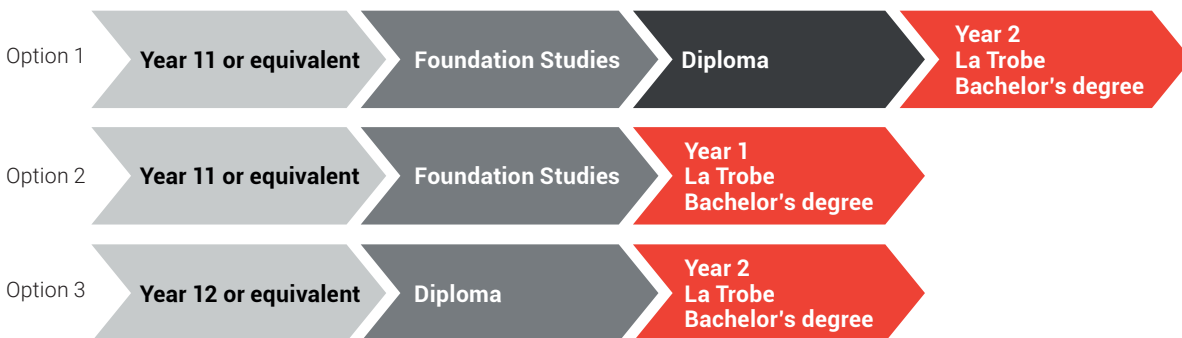 Option 1
Year 11 or equivalent
Foundation Studies
Diploma
Year 2
La Trobe
Bachelor's degree
Option 2
Year 11 or equivalent
Foundation Studies
Year 1
La Trobe
Bachelor's degree
Option 3
Year 12 or equivalent
Diploma
Year 2
La Trobe
Bachelor's degree